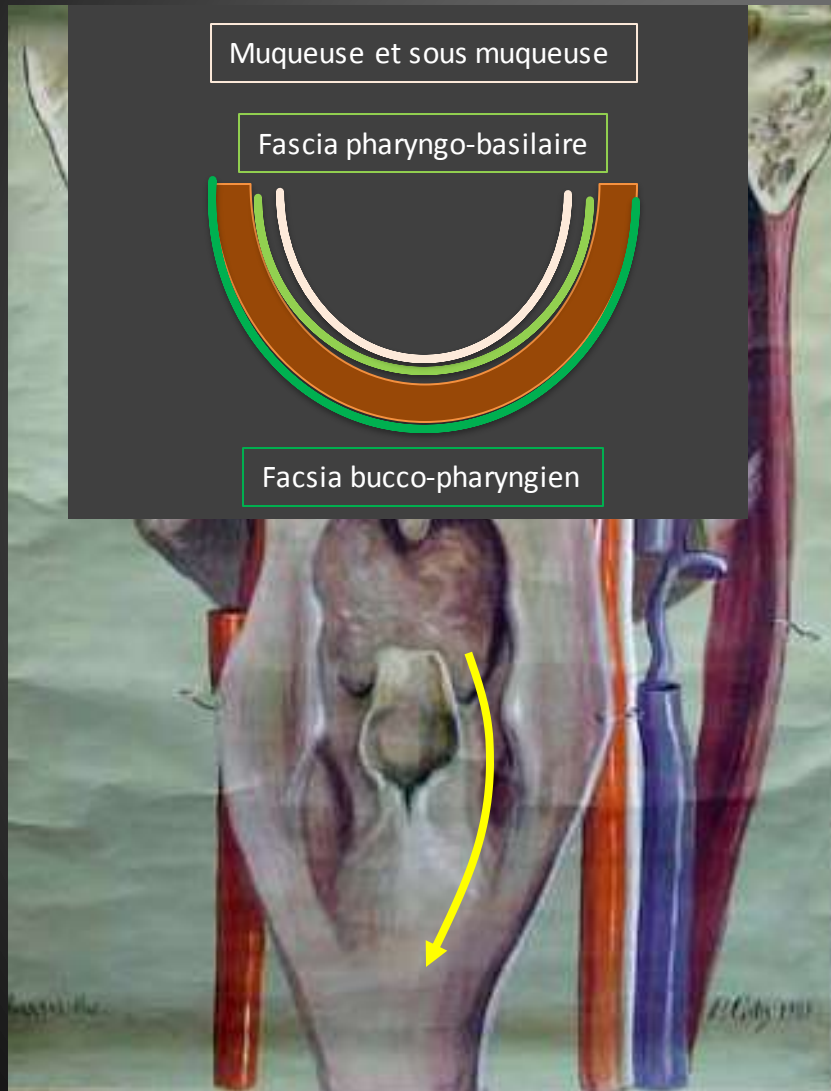 Muqueuse et sous muqueuse
Fascia pharyngo-basilaire
Facsia bucco-pharyngien